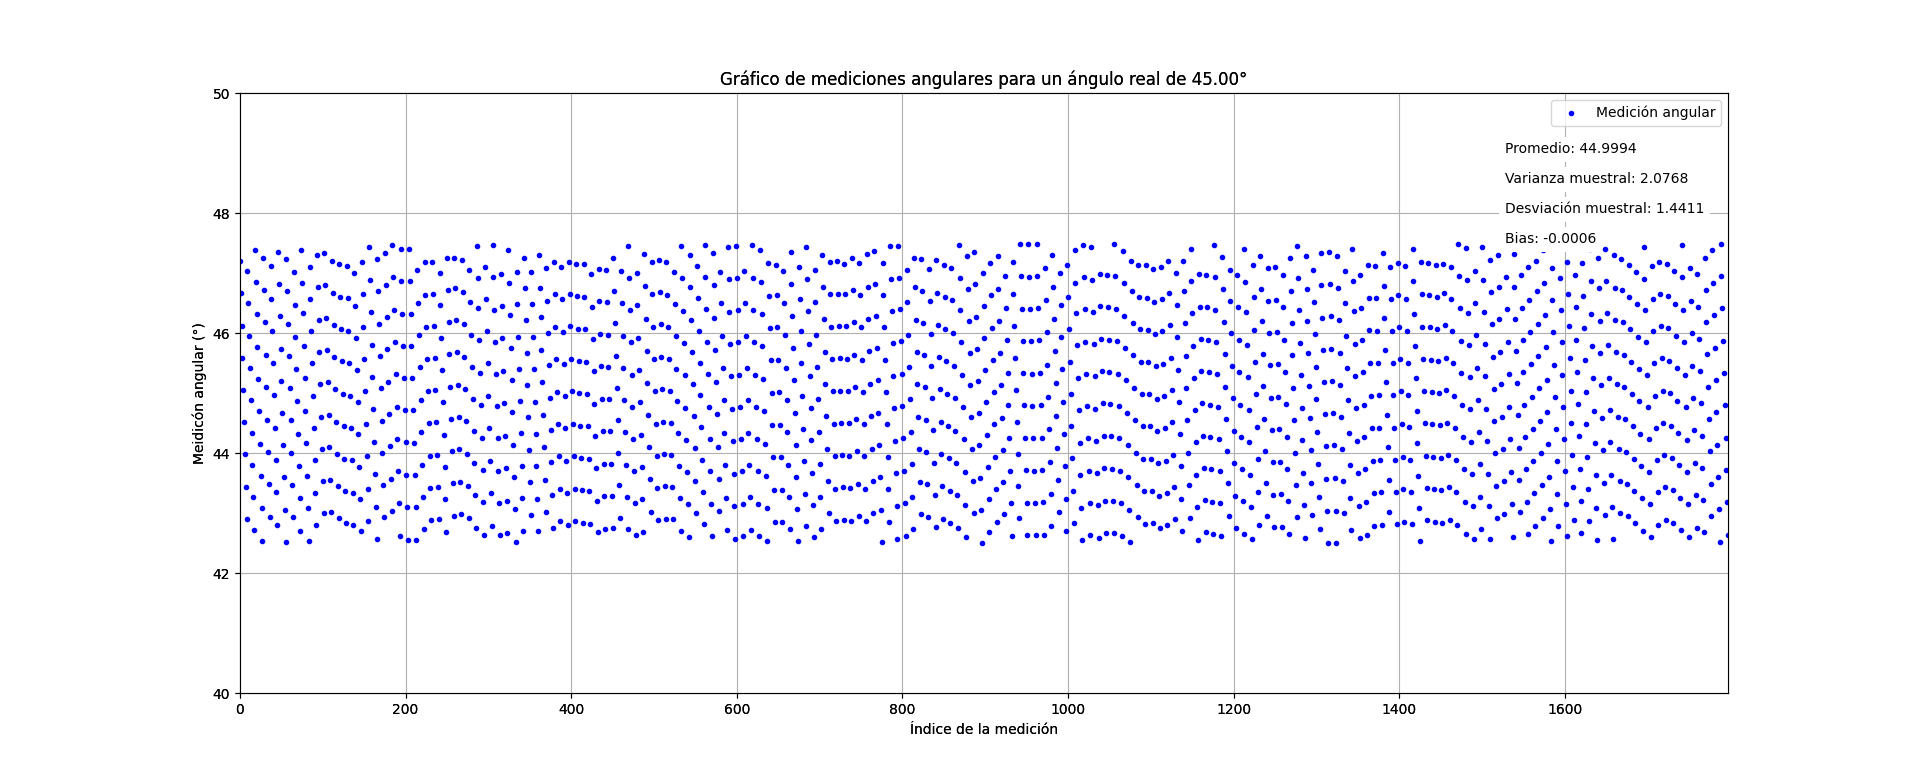 Gráfico de mediciones angulares para un ángulo real de 45.00°
50
48
46
44
42
40
Meidición angular (°)
Medición angular
Promedio: 44.9994
Varianza muestral: 2.0768
Desviación muestral: 1.4411
Bias: -0.0006
0 200 400 600 800 1000 1200 1400 1600
Índice de la medición